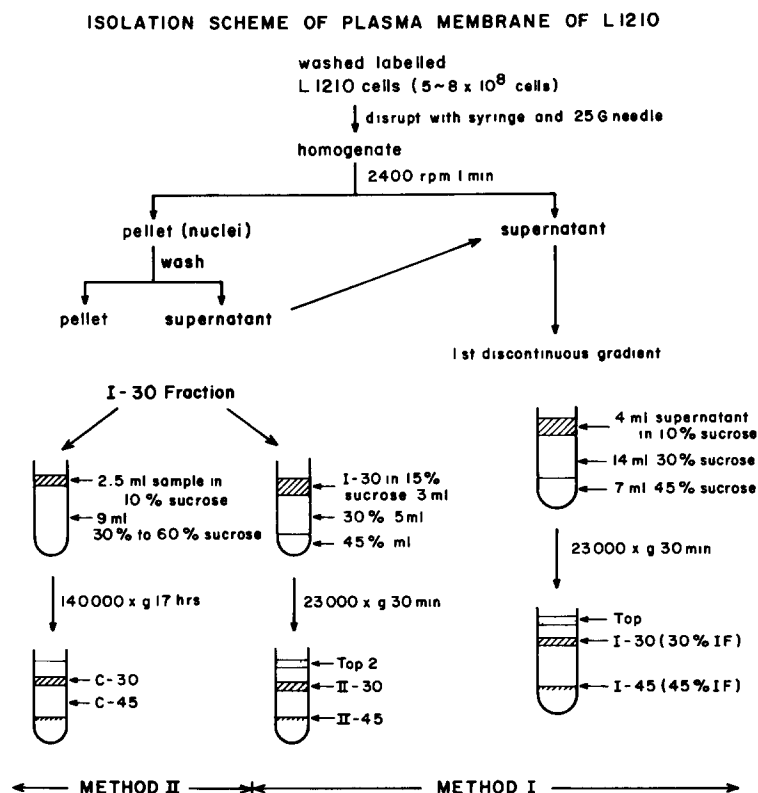 ISOLATION SCHEME OF PLASMA MEMBRANE OF L1210
washed labelled
L1210 cells (5~8 x 10⁸ cells)
disrupt with syringe and 25G needle
homogenate
2400 rpm 1 min
pellet (nuclei)
supernatant
wash
pellet
supernatant
1st discontinuous gradient
I-30 Fraction
4 ml supernatant
in 10% sucrose
14 ml 30% sucrose
7 ml 45% sucrose
2.5 ml sample in
10% sucrose
9 ml
30% to 60% sucrose
I-30 in 15%
sucrose 3 ml
30% 5 ml
45% ml
23000 x g 30 min
140000 x g 17 hrs
23000 x g 30 min
Top
I-30 (30% IF)
I-45 (45% IF)
C-30
C-45
Top 2
II-30
II-45
METHOD II
METHOD I